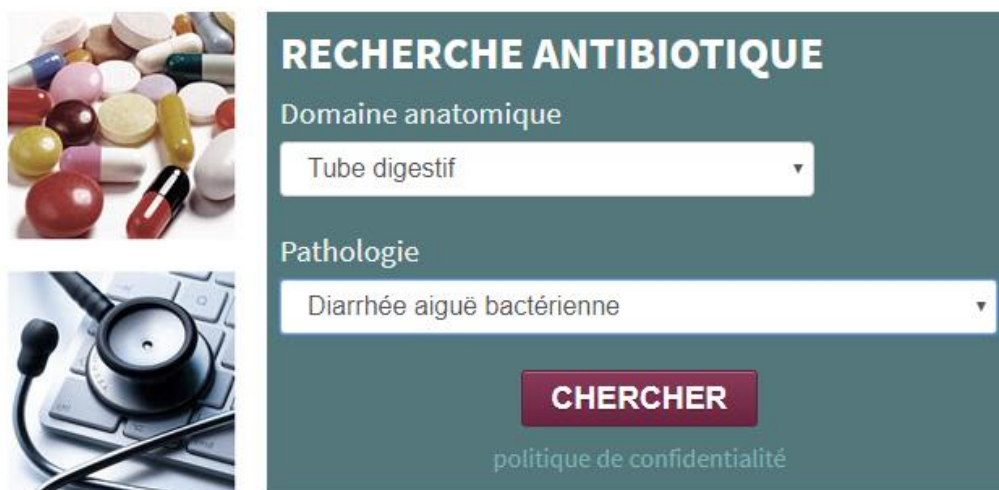 RECHERCHE ANTIBIOTIQUE
Domaine anatomique
Tube digestif
Pathologie
Diarrhée aiguë bactérienne
CHERCHER
politique de confidentialité